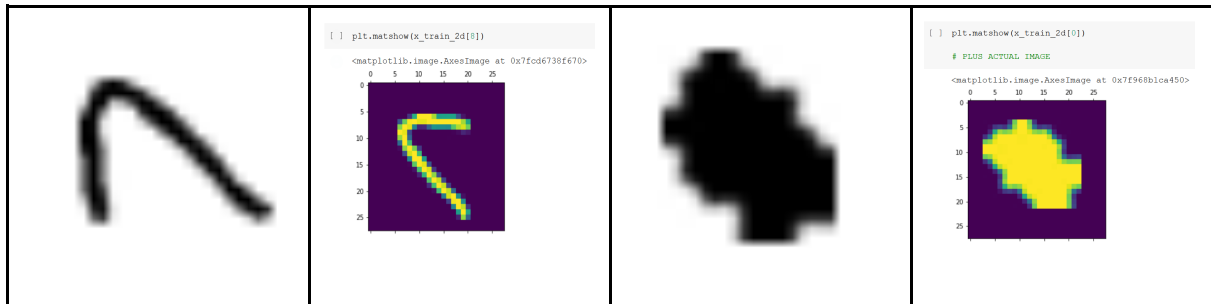 [ ] plt.matshow(x_train_2d[8])
<matplotlib.image.AxesImage at 0x7fcd6738f670>
0 5 10 15 20 25
0
5
10
15
20
25
[ ] plt.matshow(x_train_2d[0])
# PLUS ACTUAL IMAGE
<matplotlib.image.AxesImage at 0x7f968b1ca450>
0 5 10 15 20 25
0
5
10
15
20
25